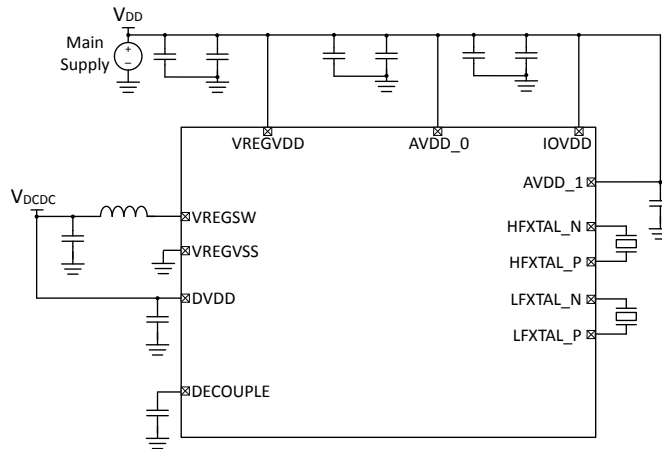 VDD
Main
Supply
+
−
VREGVDD
AVDD_0
IOVDD
AVDD_1
VDCDC
VREGSW
HFXTAL_N
VREGVSS
HFXTAL_P
DVDD
LFXTAL_N
LFXTAL_P
DECOUPLE